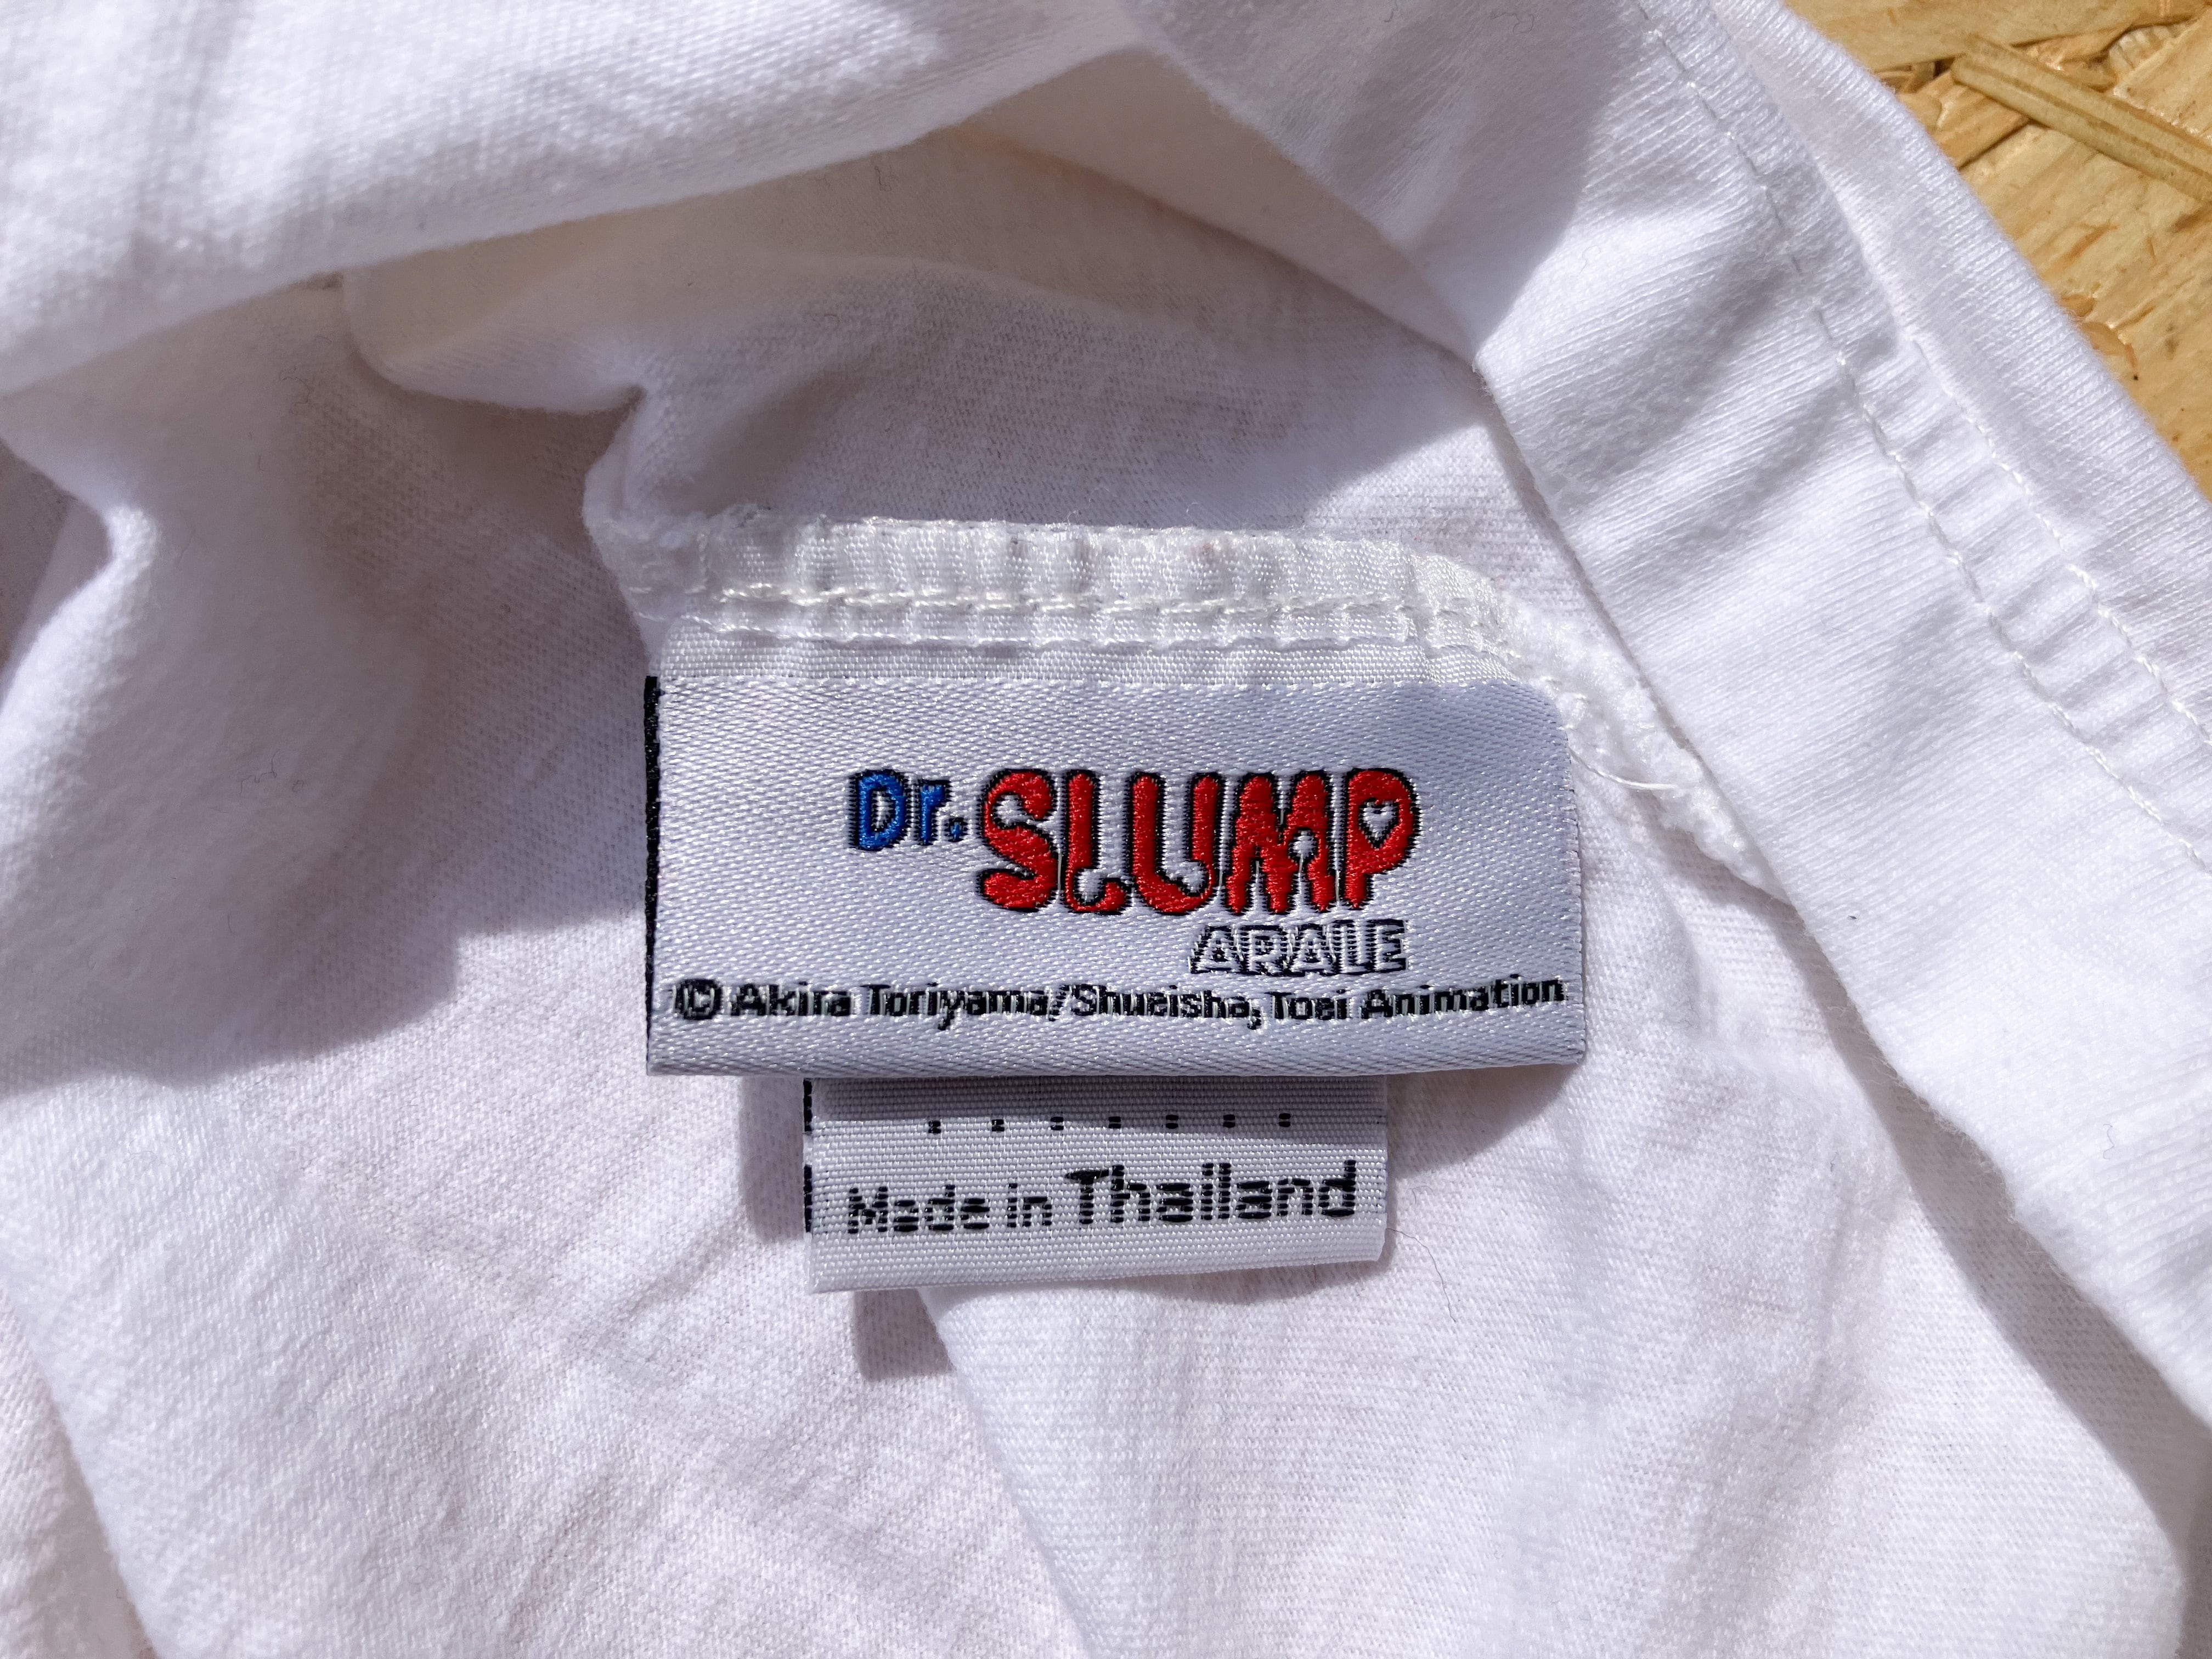 Dr. SLUMP
ARALE
© Akira Toriyama/Shueisha, Toei Animation
Made in Thailand